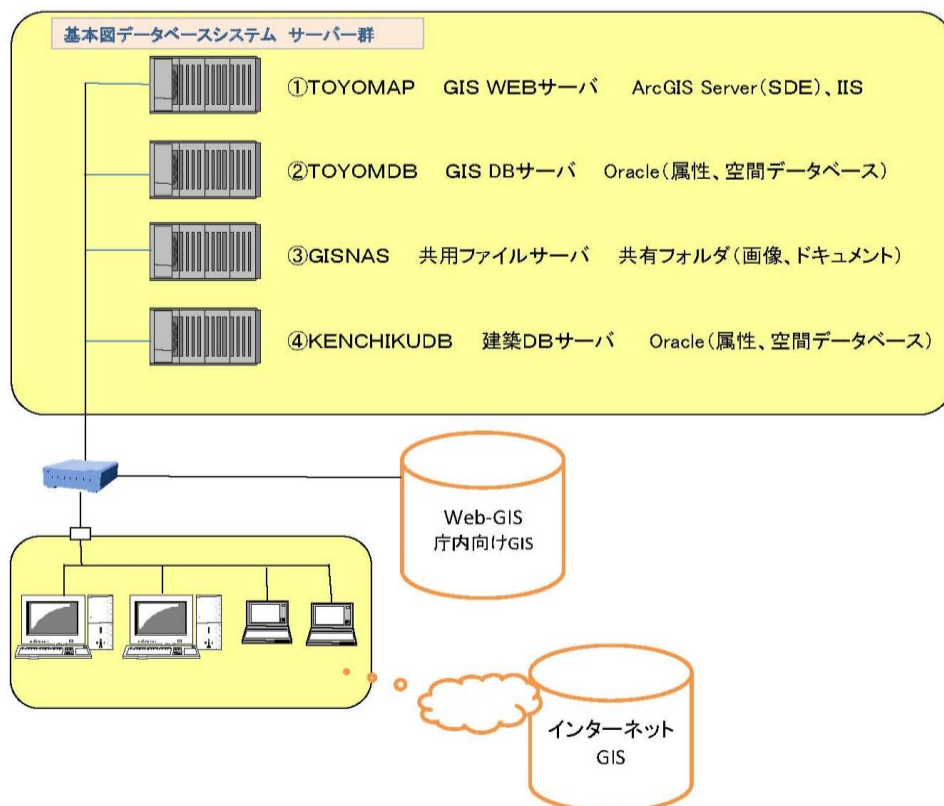 基本図データベースシステム サーバー群
①TOYOMAP GIS WEBサーバ ArcGIS Server(SDE)、IIS
②TOYOMDB GIS DBサーバ Oracle(属性、空間データベース)
③GISNAS 共用ファイルサーバ 共有フォルダ(画像、ドキュメント)
④KENCHIKUDB 建築DBサーバ Oracle(属性、空間データベース)
Web-GIS
庁内向けGIS
インターネット
GIS